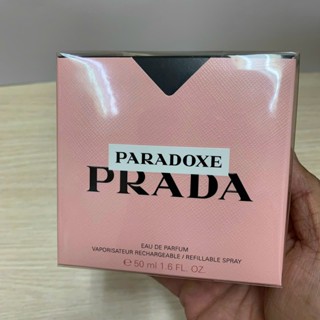 PARADOXE
PRADA
EAU DE PARFUM
VAPORISATEUR RECHARGEABLE / REFILLABLE SPRAY
℮ 50 ml 1.6 FL. OZ